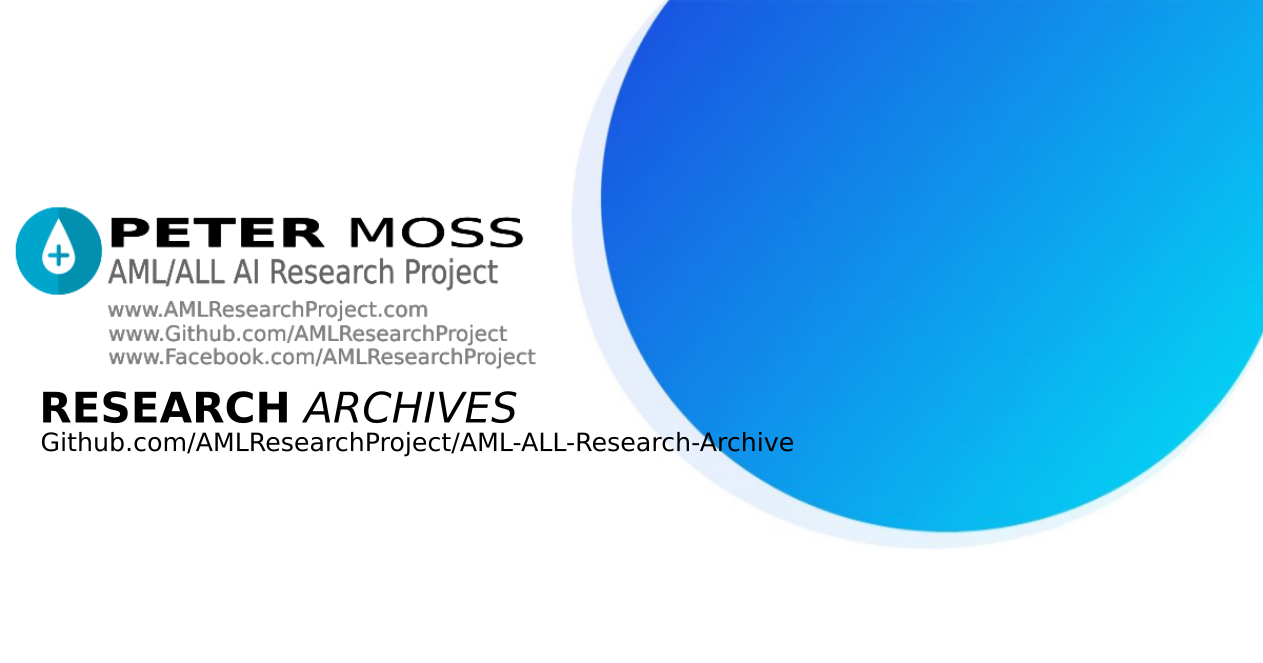 PETER MOSS
AML/ALL AI Research Project
www.AMLResearchProject.com
www.Github.com/AMLResearchProject
www.Facebook.com/AMLResearchProject
RESEARCH ARCHIVES
Github.com/AMLResearchProject/AML-ALL-Research-Archive